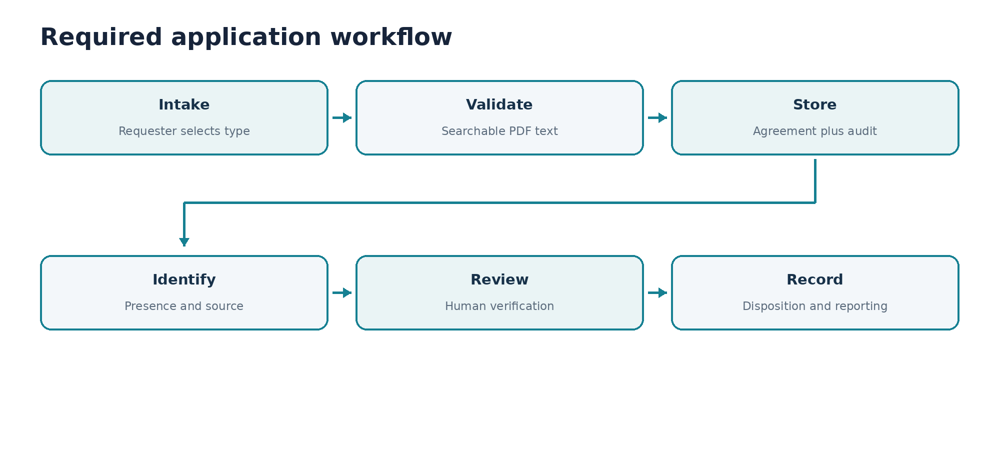 Required application workflow
Intake
Requester selects type
Validate
Searchable PDF text
Store
Agreement plus audit
Identify
Presence and source
Review
Human verification
Record
Disposition and reporting